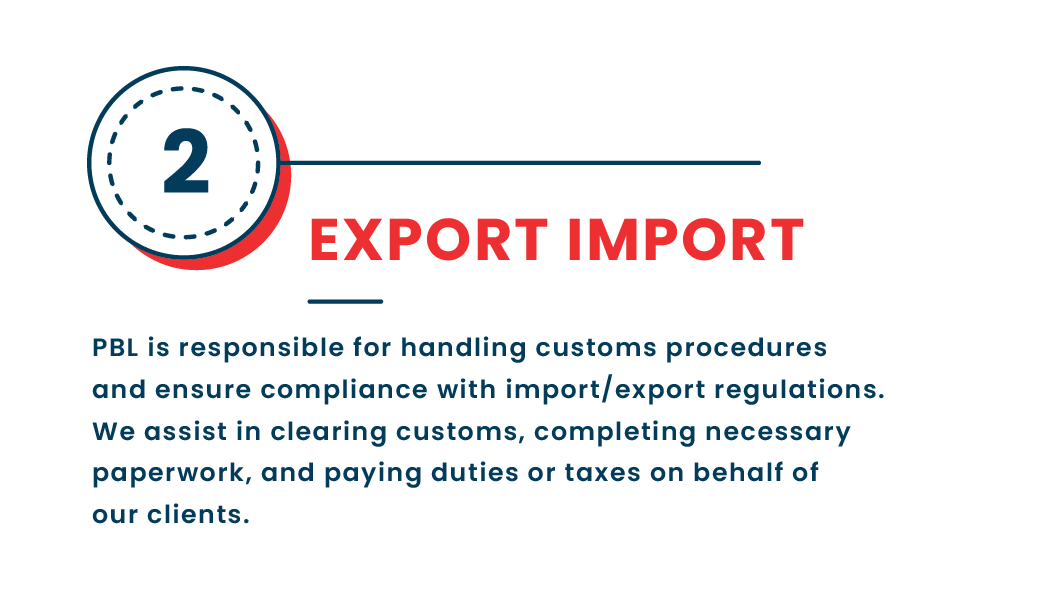 2
EXPORT IMPORT
PBL is responsible for handling customs procedures
and ensure compliance with import/export regulations.
We assist in clearing customs, completing necessary
paperwork, and paying duties or taxes on behalf of
our clients.